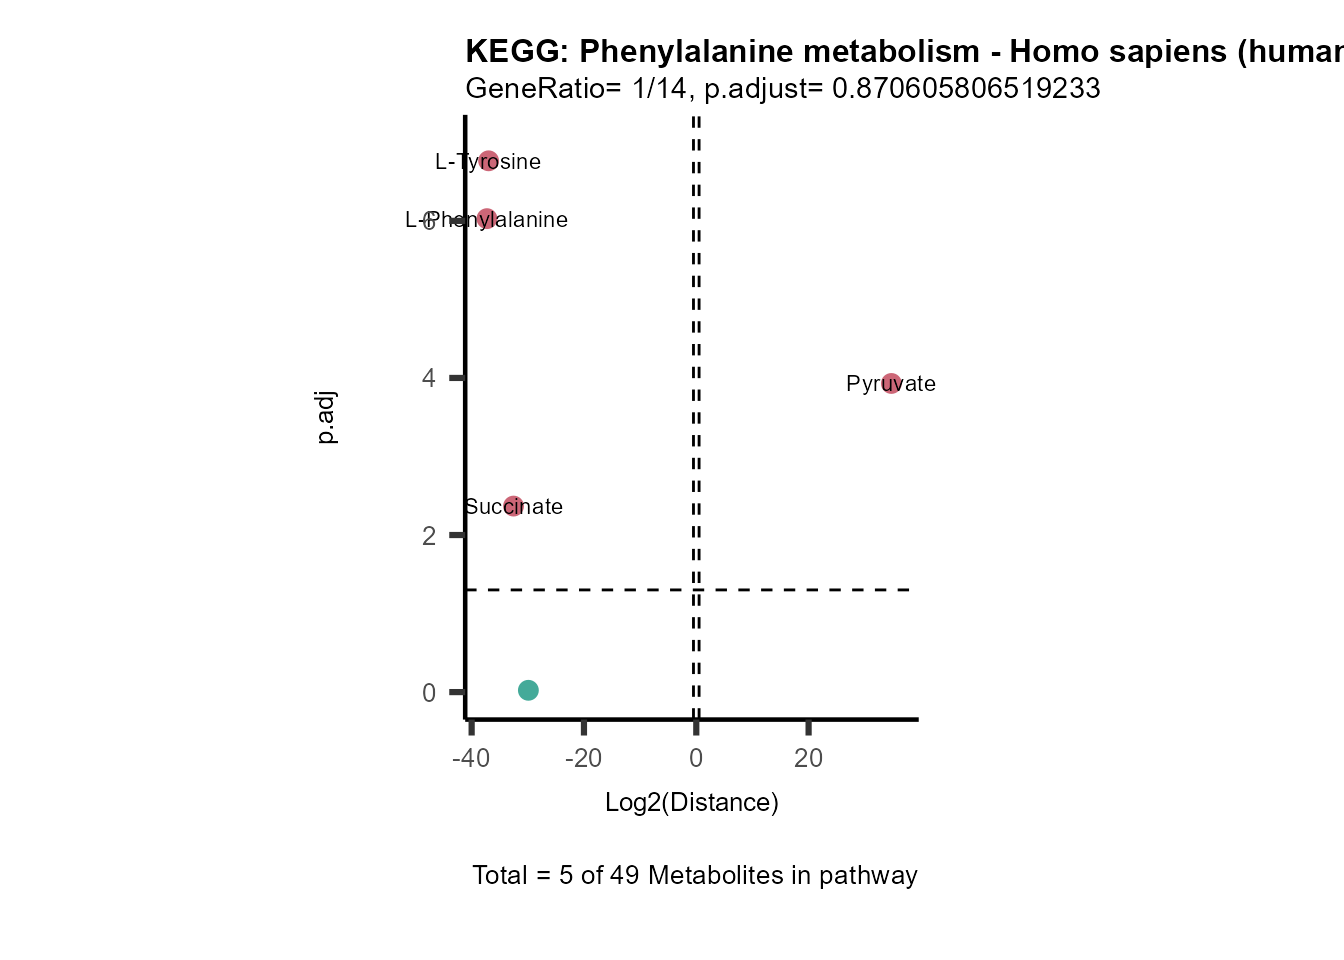 KEGG: Phenylalanine metabolism - Homo sapiens (human
GeneRatio= 1/14, p.adjust= 0.870605806519233
L-Tyrosine
L-Phenylalanine
6
Pyruvate
4
p.adj
Succinate
2
0
-40 -20 0 20
Log2(Distance)
Total = 5 of 49 Metabolites in pathway